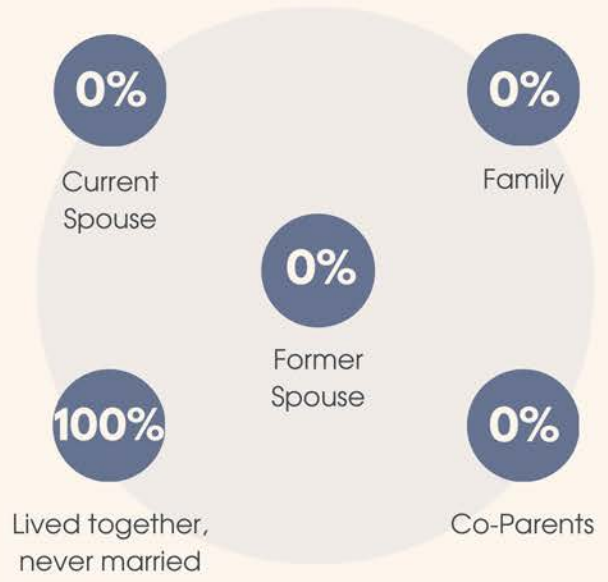 0%
Current
Spouse
0%
Family
0%
Former
Spouse
100%
Lived together,
never married
0%
Co-Parents